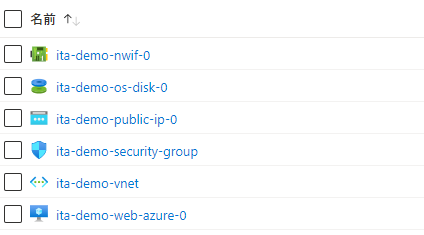 名前 ↑↓
ita-demo-nwif-0
ita-demo-os-disk-0
ita-demo-public-ip-0
ita-demo-security-group
ita-demo-vnet
ita-demo-web-azure-0